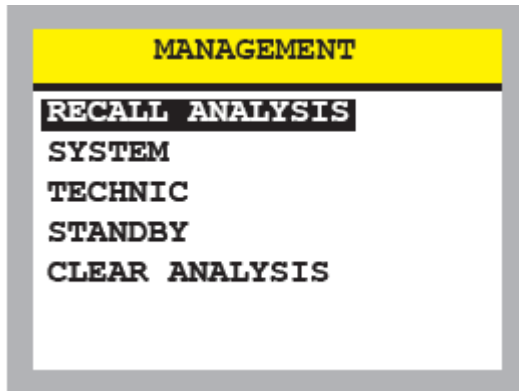 MANAGEMENT
RECALL ANALYSIS
SYSTEM
TECHNIC
STANDBY
CLEAR ANALYSIS